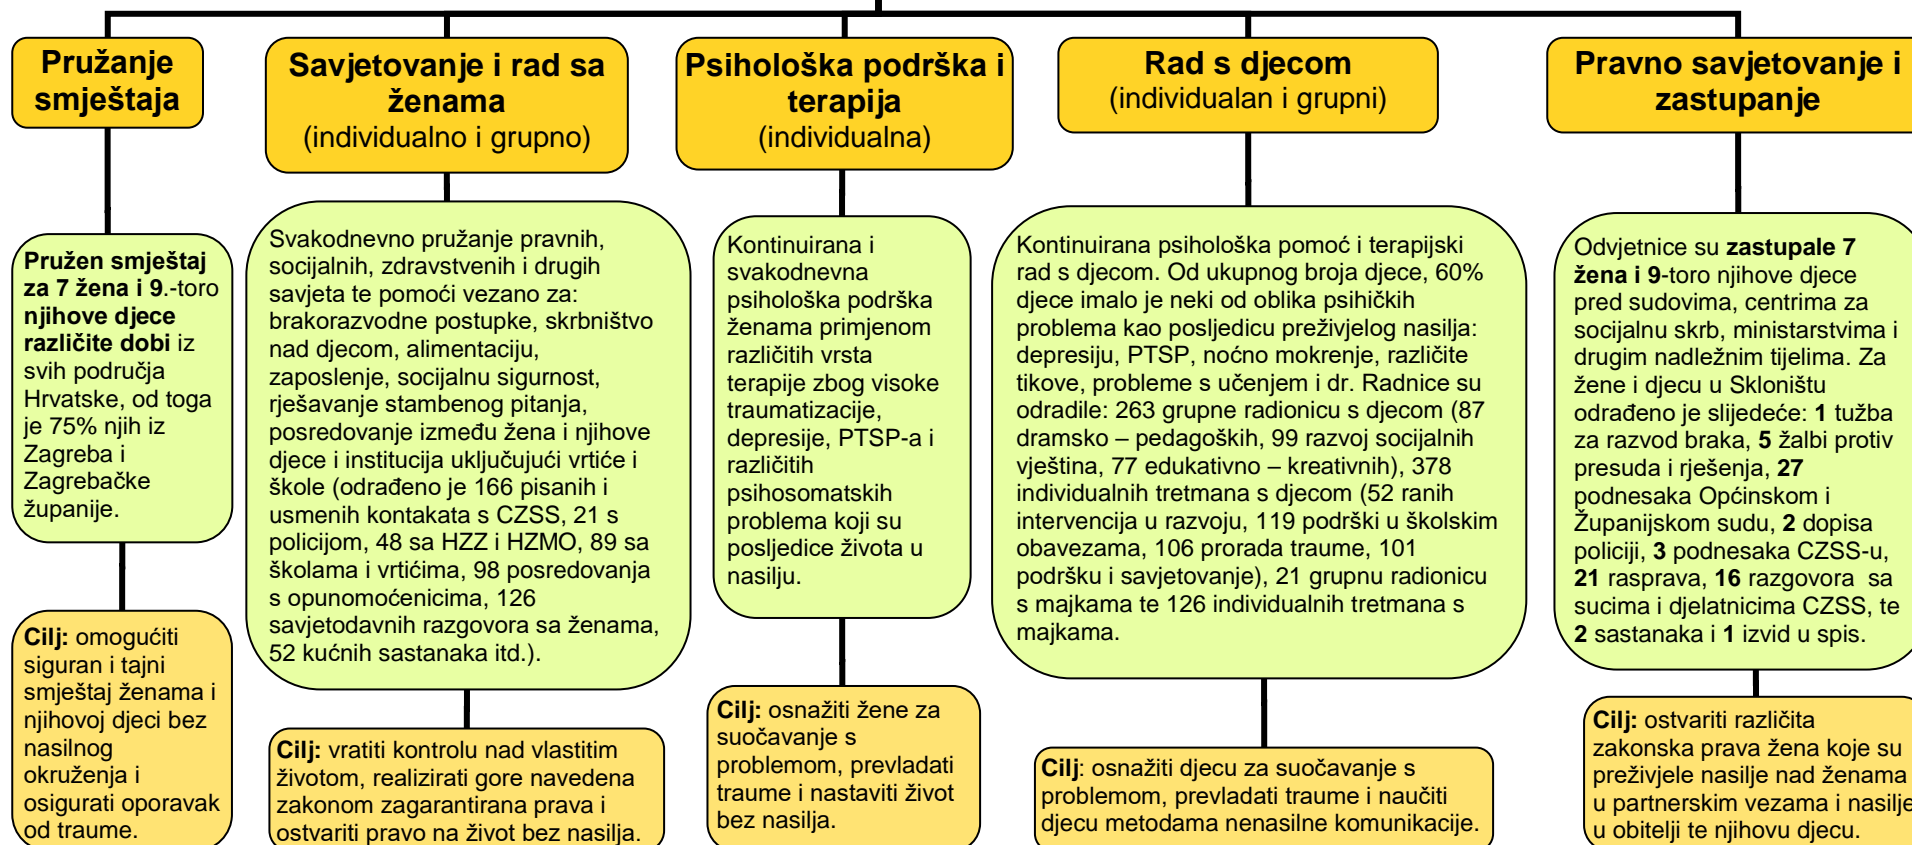 Pružanje
smještaja
Savjetovanje i rad sa
ženama
(individualno i grupno)
Psihološka podrška i
terapija
(individualna)
Rad s djecom
(individualan i grupni)
Pravno savjetovanje i
zastupanje
Pružen smještaj
za 7 žena i 9.-toro
njihove djece
različite dobi iz
svih područja
Hrvatske, od toga
je 75% njih iz
Zagreba i
Zagrebačke
županije.
Svakodnevno pružanje pravnih,
socijalnih, zdravstvenih i drugih
savjeta te pomoći vezano za:
brakorazvodne postupke, skrbništvo
nad djecom, alimentaciju,
zaposlenje, socijalnu sigurnost,
rješavanje stambenog pitanja,
posredovanje između žena i njihove
djece i institucija uključujući vrtiće i
škole (odrađeno je 166 pisanih i
usmenih kontakata s CZSS, 21 s
policijom, 48 sa HZZ i HZMO, 89 sa
školama i vrtićima, 98 posredovanja
s opunomoćenicima, 126
savjetodavnih razgovora sa ženama,
52 kućnih sastanaka itd.).
Kontinuirana i
svakodnevna
psihološka podrška
ženama primjenom
različitih vrsta
terapije zbog visoke
traumatizacije,
depresije, PTSP-a i
različitih
psihosomatskih
problema koji su
posljedice života u
nasilju.
Kontinuirana psihološka pomoć i terapijski
rad s djecom. Od ukupnog broja djece, 60%
djece imalo je neki od oblika psihičkih
problema kao posljedicu preživjelog nasilja:
depresiju, PTSP, noćno mokrenje, različite
tikove, probleme s učenjem i dr. Radnice su
odradile: 263 grupne radionicu s djecom (87
dramsko – pedagoških, 99 razvoj socijalnih
vještina, 77 edukativno – kreativnih), 378
individualnih tretmana s djecom (52 ranih
intervencija u razvoju, 119 podrški u školskim
obavezama, 106 prorada traume, 101
podršku i savjetovanje), 21 grupnu radionicu
s majkama te 126 individualnih tretmana s
majkama.
Odvjetnice su zastupale 7
žena i 9-toro njihove djece
pred sudovima, centrima za
socijalnu skrb, ministarstvima i
drugim nadležnim tijelima. Za
žene i djecu u Skloništu
odrađeno je slijedeće: 1 tužba
za razvod braka, 5 žalbi protiv
presuda i rješenja, 27
podnesaka Općinskom i
Županijskom sudu, 2 dopisa
policiji, 3 podnesaka CZSS-u,
21 rasprava, 16 razgovora sa
sucima i djelatnicima CZSS, te
2 sastanaka i 1 izvid u spis.
Cilj: omogućiti
siguran i tajni
smještaj ženama i
njihovoj djeci bez
nasilnog
okruženja i
osigurati oporavak
od traume.
Cilj: vratiti kontrolu nad vlastitim
životom, realizirati gore navedena
zakonom zagarantirana prava i
ostvariti pravo na život bez nasilja.
Cilj: osnažiti žene za
suočavanje s
problemom, prevladati
traume i nastaviti život
bez nasilja.
Cilj: osnažiti djecu za suočavanje s
problemom, prevladati traume i naučiti
djecu metodama nenasilne komunikacije.
Cilj: ostvariti različita
zakonska prava žena koje su
preživjele nasilje nad ženama
u partnerskim vezama i nasilje
u obitelji te njihovu djecu.